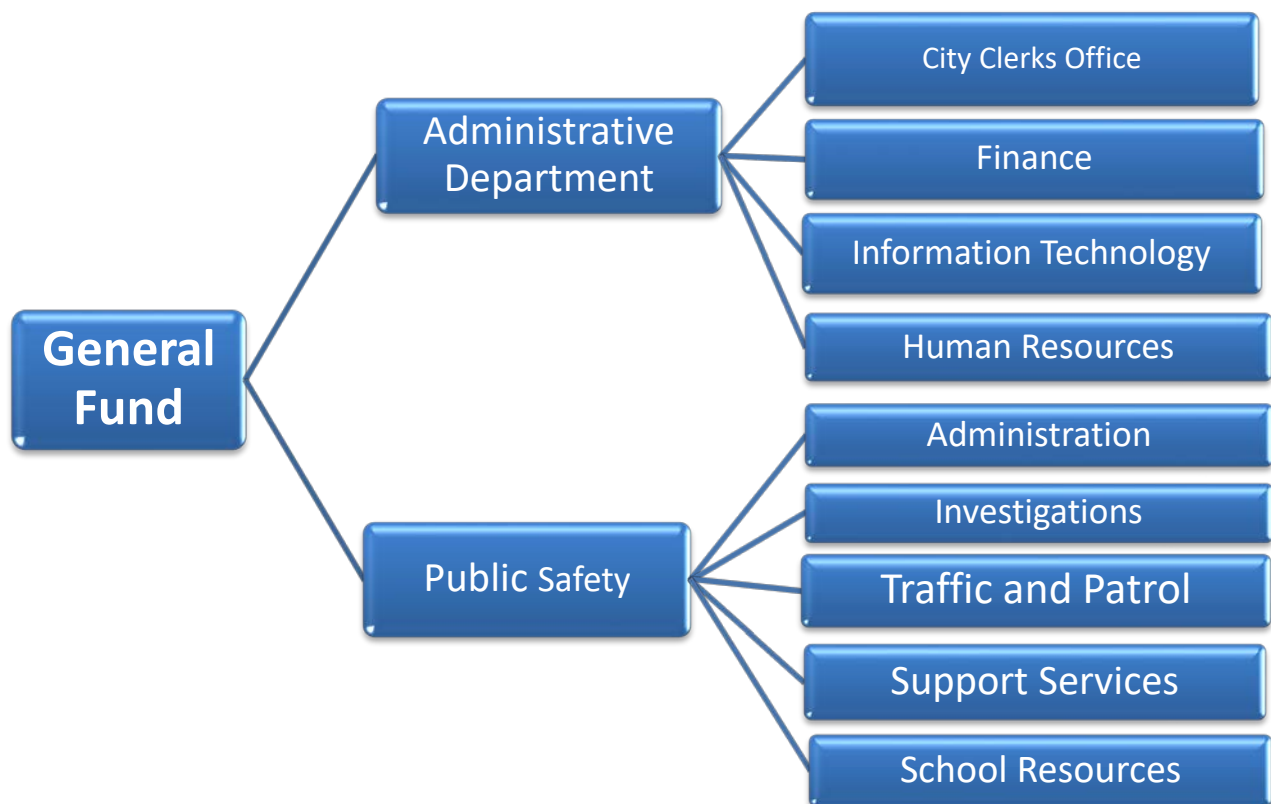 General
Fund
Administrative
Department
City Clerks Office
Finance
Information Technology
Human Resources
Public Safety
Administration
Investigations
Traffic and Patrol
Support Services
School Resources